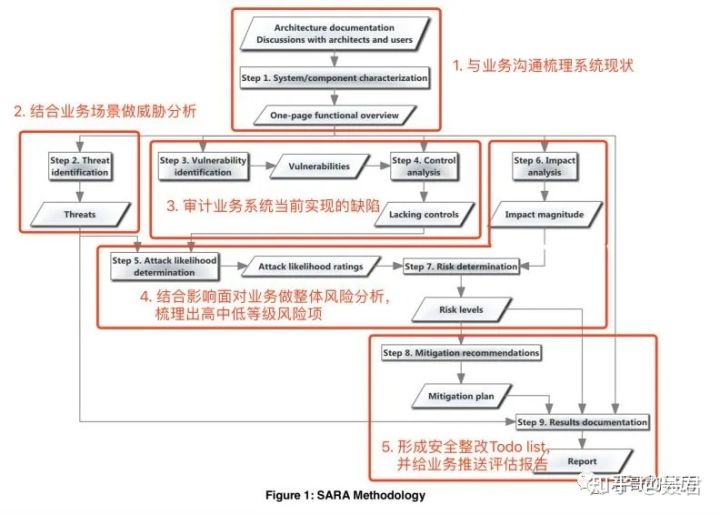 Architecture documentation
Discussions with architects and users
1. 与业务沟通梳理系统现状
Step 1. System/component characterization
2. 结合业务场景做威胁分析
One-page functional overview
Step 2. Threat
identification
Step 3. Vulnerability
identification
Vulnerabilities
Step 4. Control
analysis
Step 6. Impact
analysis
Threats
3. 审计业务系统当前实现的缺陷
Lacking controls
Impact magnitude
Step 5. Attack likelihood
determination
Attack likelihood ratings
Step 7. Risk determination
4. 结合影响面对业务做整体风险分析,
梳理出高中低等级风险项
Risk levels
Step 8. Mitigation recommendations
Mitigation plan
Step 9. Results documentation
5. 形成安全整改Todo list,
并给业务推送评估报告
Report
Figure 1: SARA Methodology